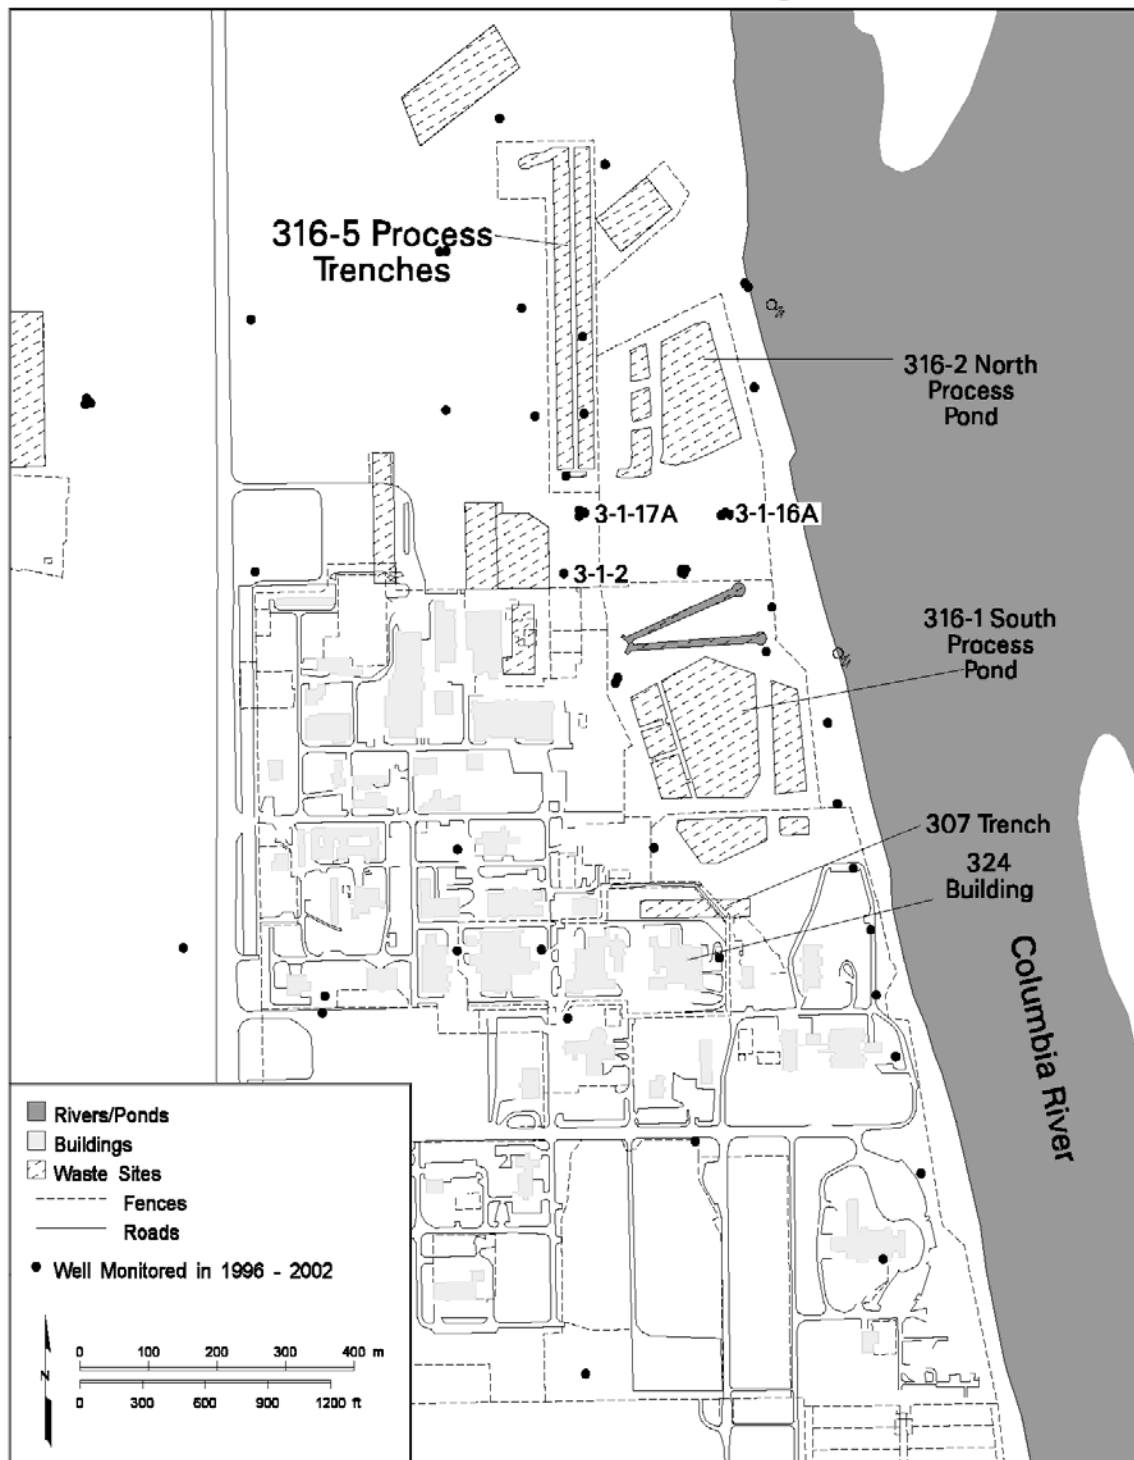 316-5 Process
Trenches
316-2 North
Process
Pond
3-1-17A
3-1-16A
3-1-2
316-1 South
Process
Pond
307 Trench
324
Building
Columbia River
Rivers/Ponds
Buildings
Waste Sites
Fences
Roads
Well Monitored in 1996 - 2002
N
0 100 200 300 400 m
0 300 600 900 1200 ft